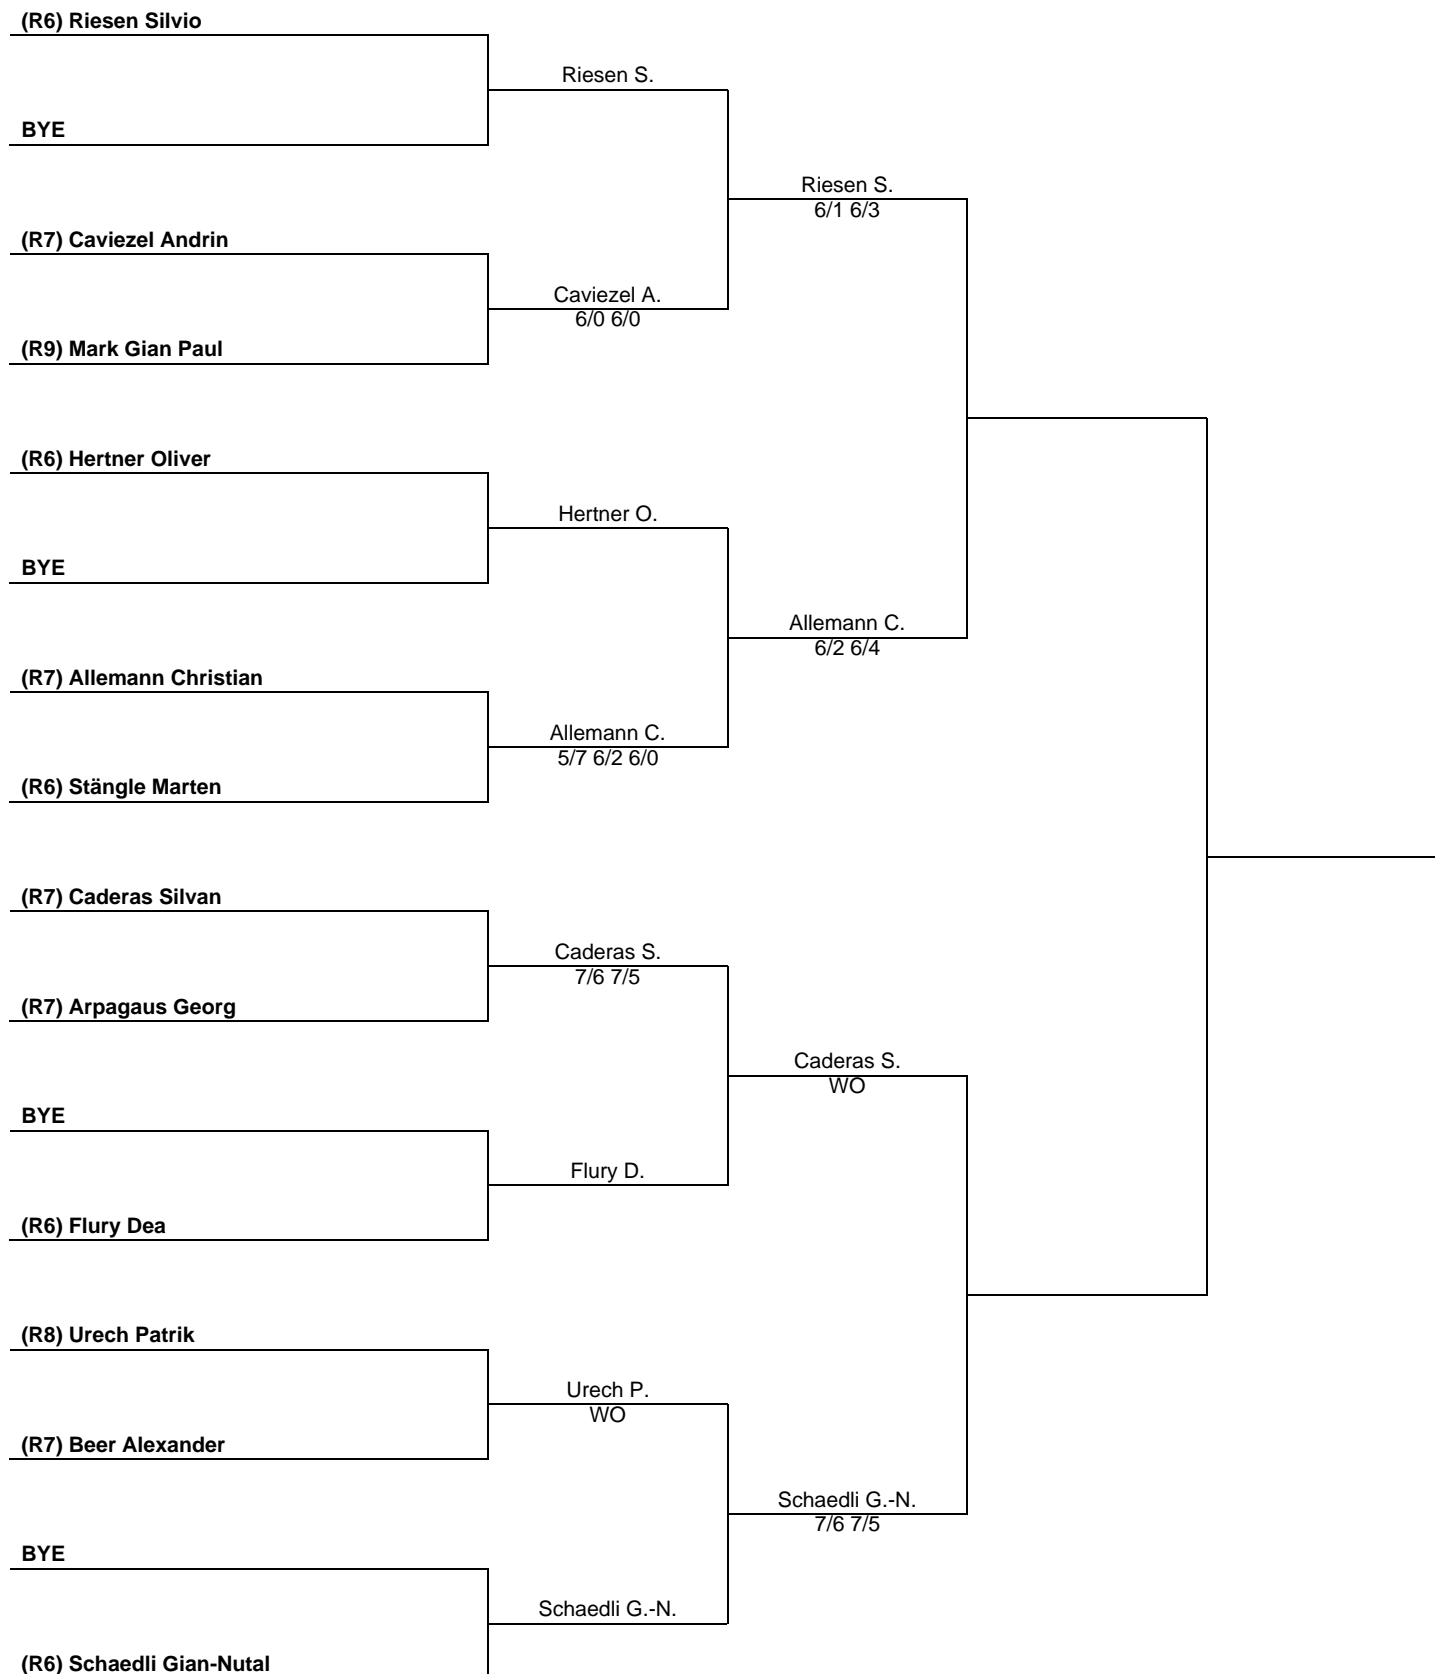 (R6) Riesen Silvio
Riesen S.
BYE
Riesen S.
6/1 6/3
(R7) Caviezel Andrin
Caviezel A.
6/0 6/0
(R9) Mark Gian Paul
(R6) Hertner Oliver
Hertner O.
BYE
Allemann C.
6/2 6/4
(R7) Allemann Christian
Allemann C.
5/7 6/2 6/0
(R6) Stängle Marten
(R7) Caderas Silvan
Caderas S.
7/6 7/5
(R7) Arpagaus Georg
Caderas S.
WO
BYE
Flury D.
(R6) Flury Dea
(R8) Urech Patrik
Urech P.
WO
(R7) Beer Alexander
Schaedli G.-N.
7/6 7/5
BYE
Schaedli G.-N.
(R6) Schaedli Gian-Nutal